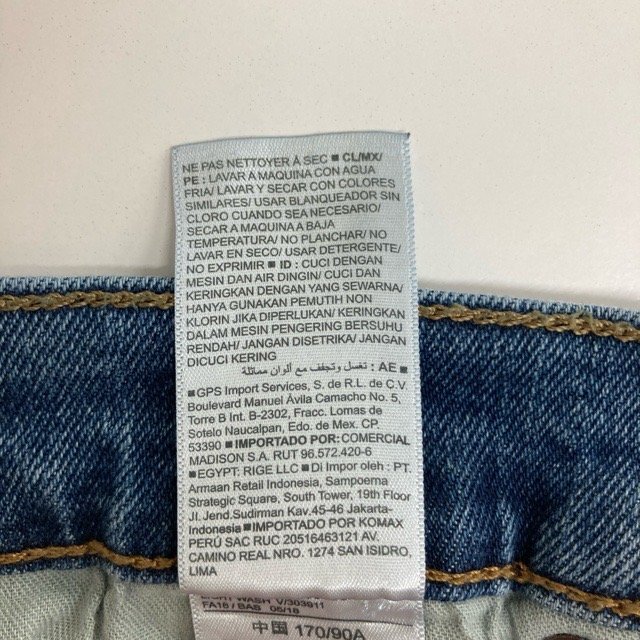 NE PAS NETTOYER À SEC ■ CL/MX/
PE : LAVAR A MAQUINA CON AGUA
FRIA/ LAVAR Y SECAR CON COLORES
SIMILARES/ USAR BLANQUEADOR SIN
CLORO CUANDO SEA NECESARIO/
SECAR A MAQUINA A BAJA
TEMPERATURA/ NO PLANCHAR/ NO
LAVAR EN SECO/ USAR DETERGENTE/
NO EXPRIMIR ■ ID : CUCI DENGAN
MESIN DAN AIR DINGIN/ CUCI DAN
KERINGKAN DENGAN YANG SEWARNA/
HANYA GUNAKAN PEMUTIH NON
KLORIN JIKA DIPERLUKAN/ KERINGKAN
DALAM MESIN PENGERING BERSUHU
RENDAH/ JANGAN DISETRIKA/ JANGAN
DICUCI KERING
■ AE : تغسل وتجفف مع ألوان مماثلة
■ GPS Import Services, S. de R.L. de C.V.
Boulevard Manuel Ávila Camacho No. 5,
Torre B Int. B-2302, Fracc. Lomas de
Sotelo Naucalpan, Edo. de Mex. CP.
53390 ■ IMPORTADO POR: COMERCIAL
MADISON S.A. RUT 96.572.420-6
■ EGYPT: RIGE LLC ■ Di Impor oleh : PT.
Armaan Retail Indonesia, Sampoerna
Strategic Square, South Tower, 19th Floor
Jl. Jend.Sudirman Kav.45-46 Jakarta-
Indonesia ■ IMPORTADO POR KOMAX
PERÚ SAC RUC 20516463121 AV.
CAMINO REAL NRO. 1274 SAN ISIDRO,
LIMA
WASH V/303911
FA18 / BAS 05/18
中国 170/90A